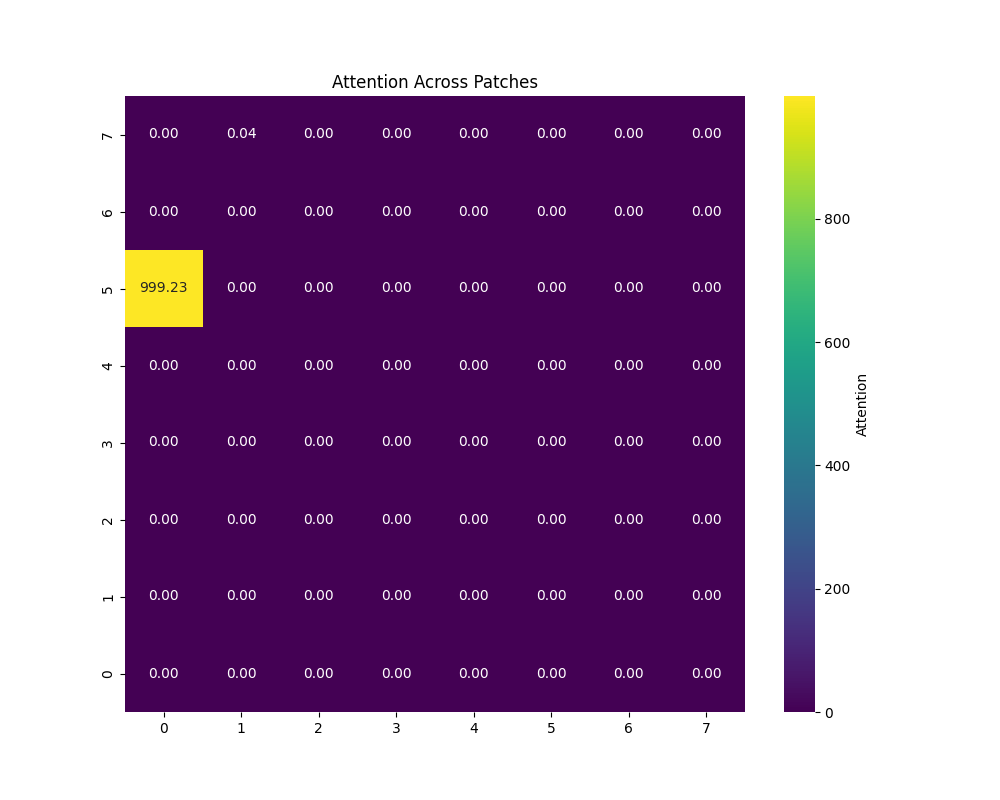 Attention Across Patches
7 0.00 0.04 0.00 0.00 0.00 0.00 0.00 0.00
6 0.00 0.00 0.00 0.00 0.00 0.00 0.00 0.00
5 999.23 0.00 0.00 0.00 0.00 0.00 0.00 0.00
4 0.00 0.00 0.00 0.00 0.00 0.00 0.00 0.00
3 0.00 0.00 0.00 0.00 0.00 0.00 0.00 0.00
2 0.00 0.00 0.00 0.00 0.00 0.00 0.00 0.00
1 0.00 0.00 0.00 0.00 0.00 0.00 0.00 0.00
0 0.00 0.00 0.00 0.00 0.00 0.00 0.00 0.00
0 1 2 3 4 5 6 7
800
600
400
200
0
Attention